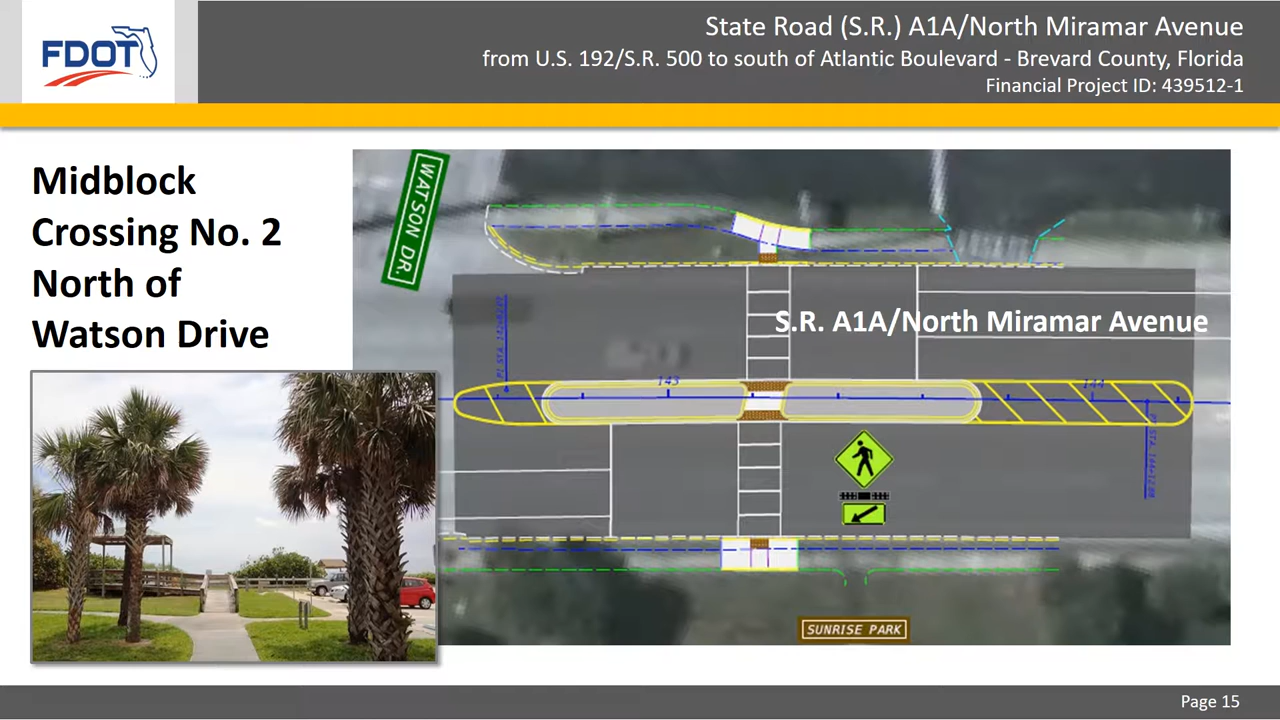 FDOT
State Road (S.R.) A1A/North Miramar Avenue
from U.S. 192/S.R. 500 to south of Atlantic Boulevard - Brevard County, Florida
Financial Project ID: 439512-1
Midblock
Crossing No. 2
North of
Watson Drive
WATSON DR.
S.R. A1A/North Miramar Avenue
143
144
SUNRISE PARK
Page 15